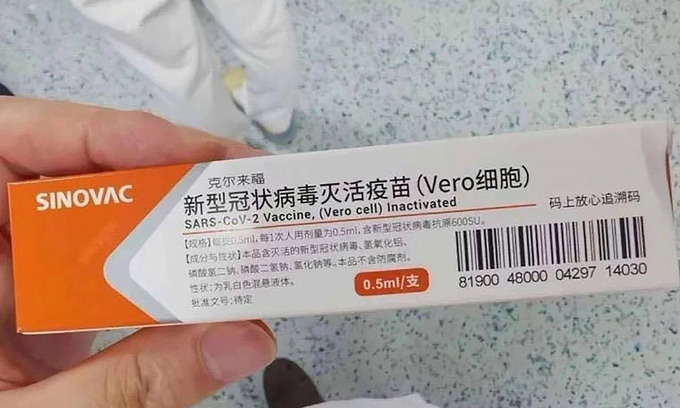 SINOVAC
克尔来福
新型冠状病毒灭活疫苗(Vero细胞)
SARS-CoV-2 Vaccine, (Vero cell) Inactivated
码上放心追溯码
【规格】每支0.5ml, 每1次人用剂量为0.5ml, 含新型冠状病毒抗原600SU。
【成分与性状】本品含灭活的新型冠状病毒、氢氧化铝、
磷酸氢二钠、磷酸二氢钠、氯化钠等。本品不含防腐剂。
性状: 为乳白色混悬液体。
批准文号: 待定
0.5ml/支
81900 48000 04297 14030